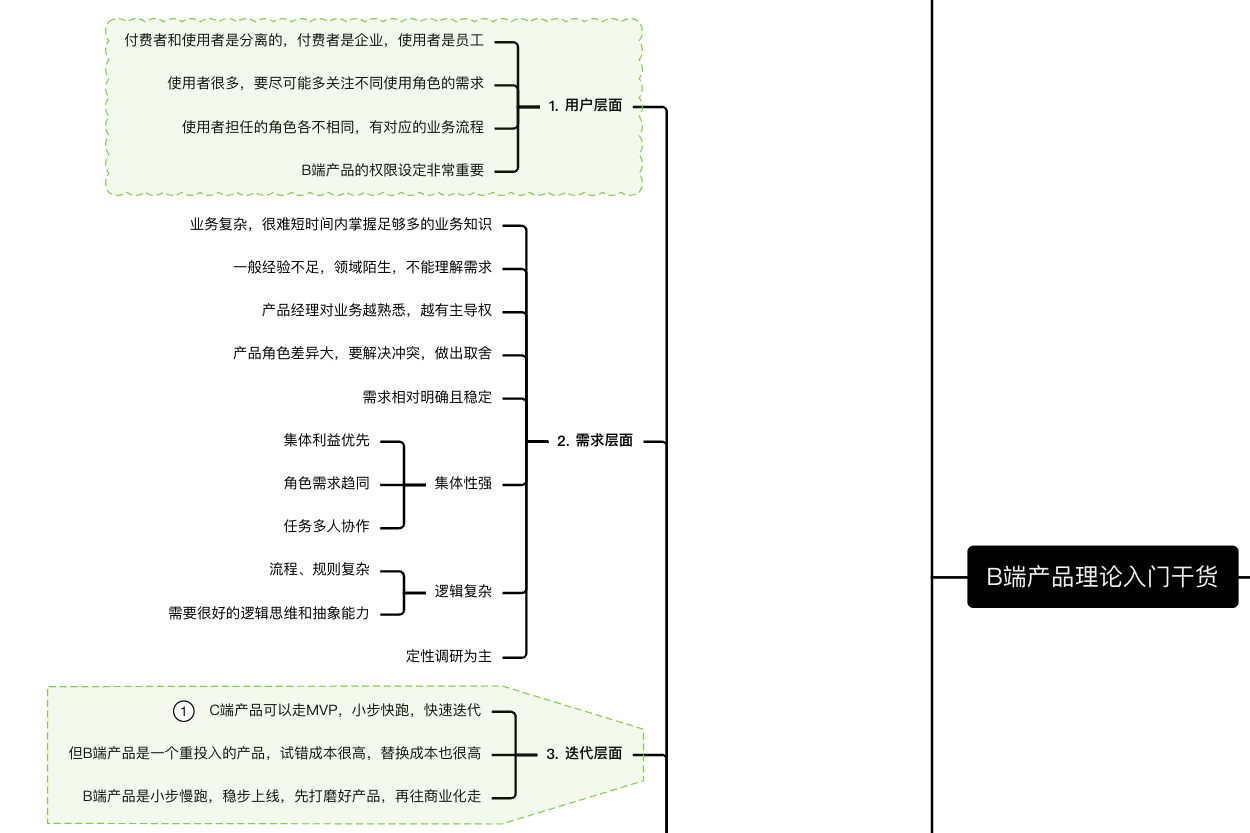 付费者和使用者是分离的，付费者是企业，使用者是员工
使用者很多，要尽可能多关注不同使用角色的需求
1. 用户层面
使用者担任的角色各不相同，有对应的业务流程
B端产品的权限设定非常重要
业务复杂，很难短时间内掌握足够多的业务知识
一般经验不足，领域陌生，不能理解需求
产品经理对业务越熟悉，越有主导权
产品角色差异大，要解决冲突，做出取舍
需求相对明确且稳定
2. 需求层面
集体利益优先
角色需求趋同
集体性强
任务多人协作
流程、规则复杂
逻辑复杂
需要很好的逻辑思维和抽象能力
定性调研为主
① C端产品可以走MVP，小步快跑，快速迭代
但B端产品是一个重投入的产品，试错成本很高，替换成本也很高
3. 迭代层面
B端产品是小步慢跑，稳步上线，先打磨好产品，再往商业化走
B端产品理论入门干货